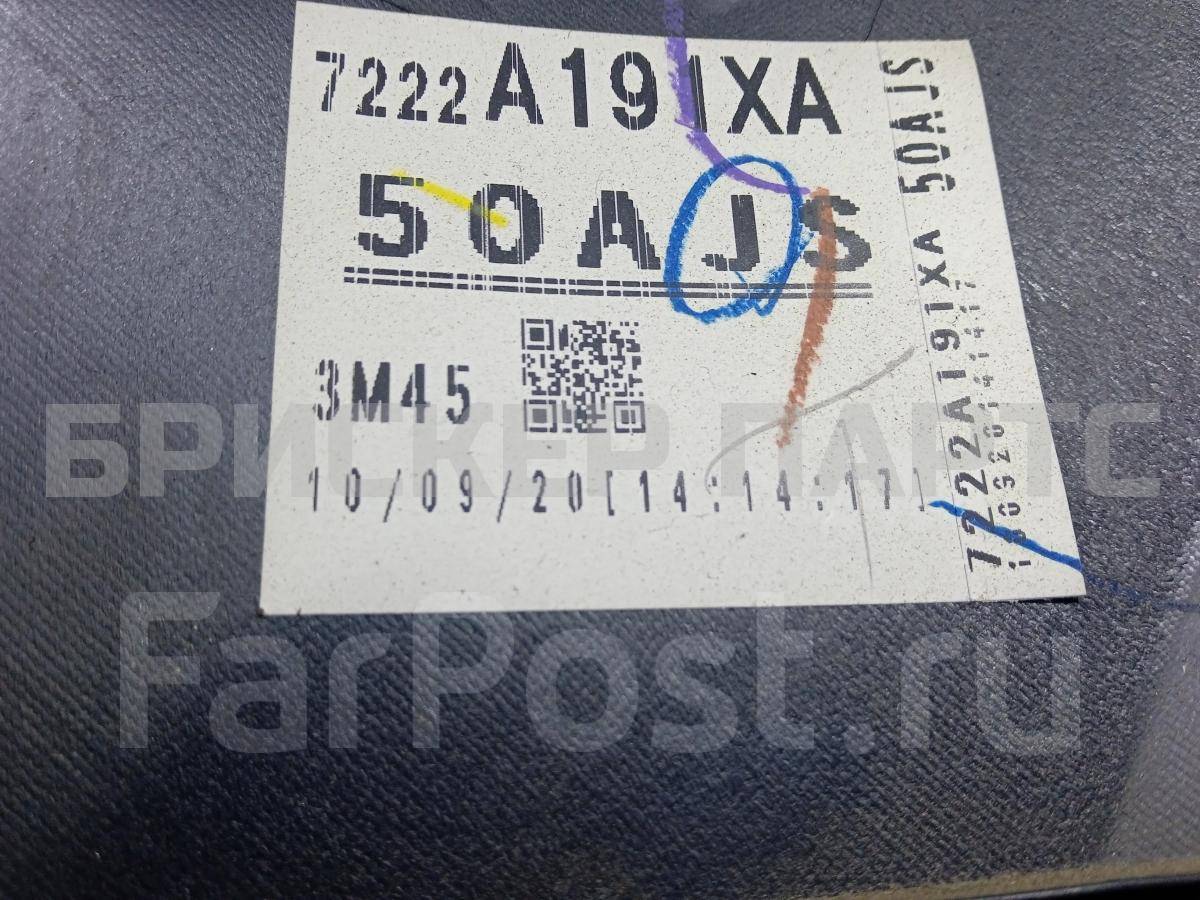 7222A191XA
50AJS
3M45
10/09/20[14:14:17]
7222A191XA 50AJS
БРИСКЕР ПАРТС
FarPost.ru